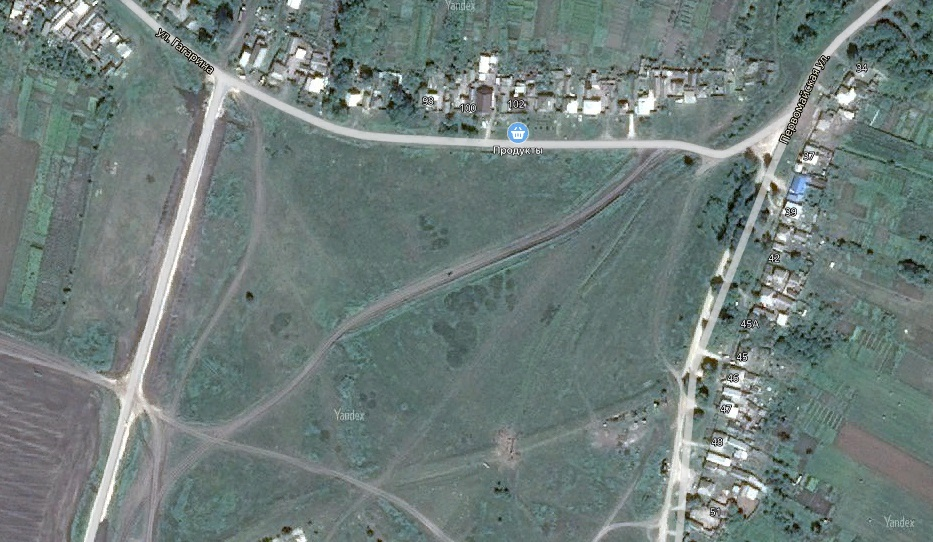 Yandex
ул. Гагарина
Первомайская ул.
34
98
100
102
Продукты
37
39
42
45А
45
46
47
Yandex
48
51
Yandex